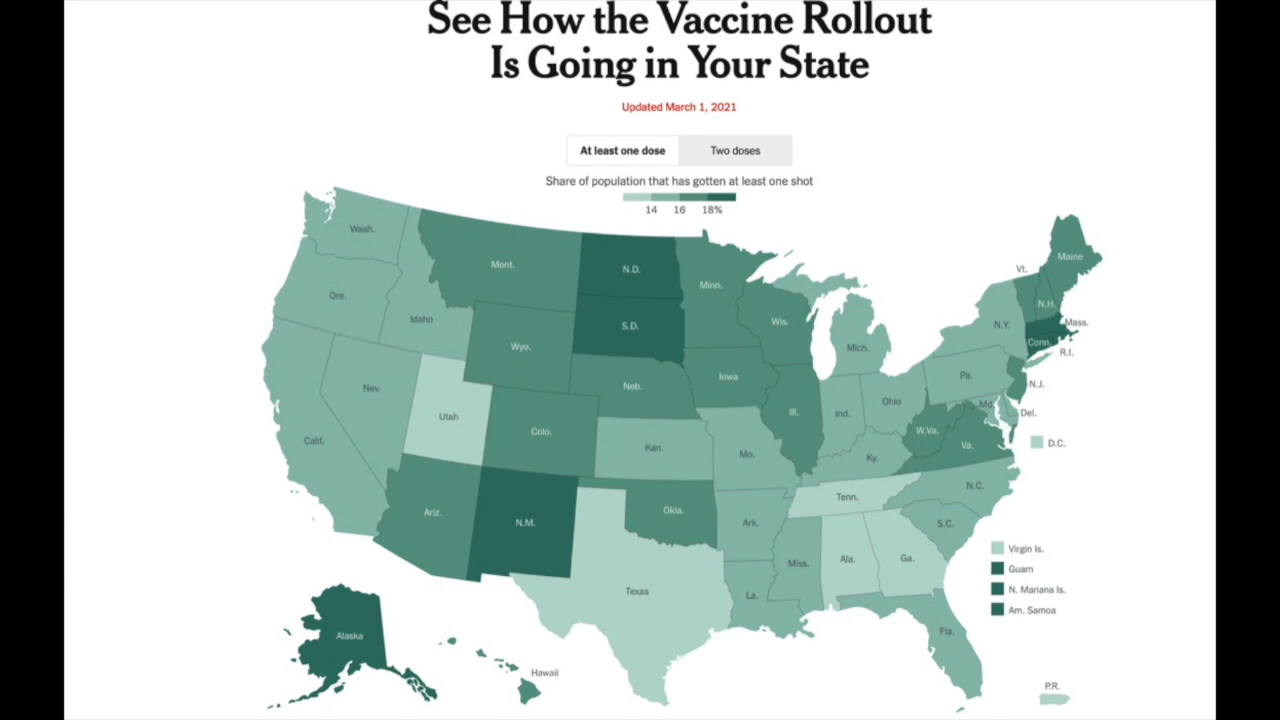 See How the Vaccine Rollout
Is Going in Your State
Updated March 1, 2021
At least one dose
Two doses
Share of population that has gotten at least one shot
14 16 18%
Wash.
Mont.
N.D.
Minn.
Vt.
Maine
Ore.
Idaho
S.D.
Wis.
N.H.
N.Y.
Mass.
Wyo.
Mich.
Conn.
R.I.
Nev.
Neb.
Iowa
Pa.
N.J.
Utah
Ill.
Ind.
Ohio
Md.
Del.
Calif.
Colo.
Kan.
Mo.
Ky.
W.Va.
Va.
D.C.
Ariz.
N.M.
Okla.
Ark.
Tenn.
N.C.
S.C.
Texas
La.
Miss.
Ala.
Ga.
Virgin Is.
Guam
N. Mariana Is.
Am. Samoa
Alaska
Hawaii
Fla.
P.R.